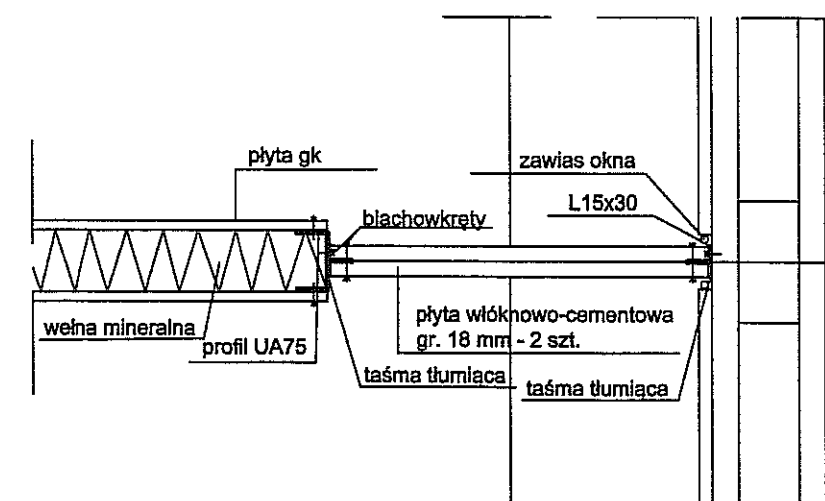 płyta gk
zawias okna
L15x30
blachowkręty
wełna mineralna
profil UA75
płyta włóknowo-cementowa
gr. 18 mm - 2 szt.
taśma tłumiąca
taśma tłumiąca